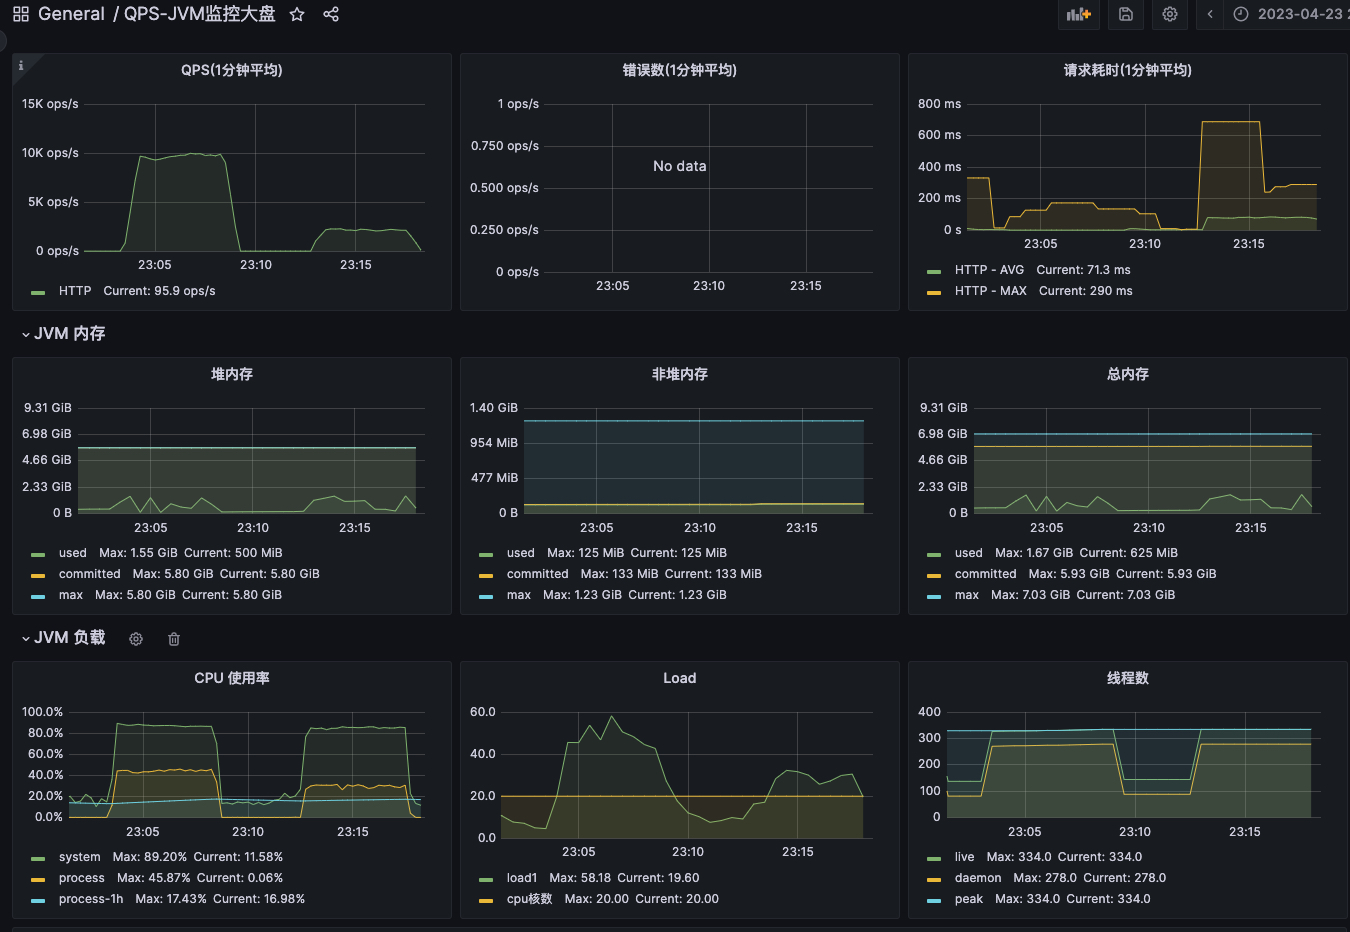 General / QPS-JVM监控大盘
2023-04-23
QPS(1分钟平均)
15K ops/s
10K ops/s
5K ops/s
0 ops/s
23:05 23:10 23:15
HTTP Current: 95.9 ops/s
错误数(1分钟平均)
1 ops/s
0.750 ops/s
0.500 ops/s
0.250 ops/s
0 ops/s
No data
23:05 23:10 23:15
请求耗时(1分钟平均)
800 ms
600 ms
400 ms
200 ms
0 s
23:05 23:10 23:15
HTTP - AVG Current: 71.3 ms
HTTP - MAX Current: 290 ms
JVM 内存
堆内存
9.31 GiB
6.98 GiB
4.66 GiB
2.33 GiB
0 B
23:05 23:10 23:15
used Max: 1.55 GiB Current: 500 MiB
committed Max: 5.80 GiB Current: 5.80 GiB
max Max: 5.80 GiB Current: 5.80 GiB
非堆内存
1.40 GiB
954 MiB
477 MiB
0 B
23:05 23:10 23:15
used Max: 125 MiB Current: 125 MiB
committed Max: 133 MiB Current: 133 MiB
max Max: 1.23 GiB Current: 1.23 GiB
总内存
9.31 GiB
6.98 GiB
4.66 GiB
2.33 GiB
0 B
23:05 23:10 23:15
used Max: 1.67 GiB Current: 625 MiB
committed Max: 5.93 GiB Current: 5.93 GiB
max Max: 7.03 GiB Current: 7.03 GiB
JVM 负载
CPU 使用率
100.0%
80.0%
60.0%
40.0%
20.0%
0.0%
23:05 23:10 23:15
system Max: 89.20% Current: 11.58%
process Max: 45.87% Current: 0.06%
process-1h Max: 17.43% Current: 16.98%
Load
60.0
40.0
20.0
0.0
23:05 23:10 23:15
load1 Max: 58.18 Current: 19.60
cpu核数 Max: 20.00 Current: 20.00
线程数
400
300
200
100
0
23:05 23:10 23:15
live Max: 334.0 Current: 334.0
daemon Max: 278.0 Current: 278.0
peak Max: 334.0 Current: 334.0